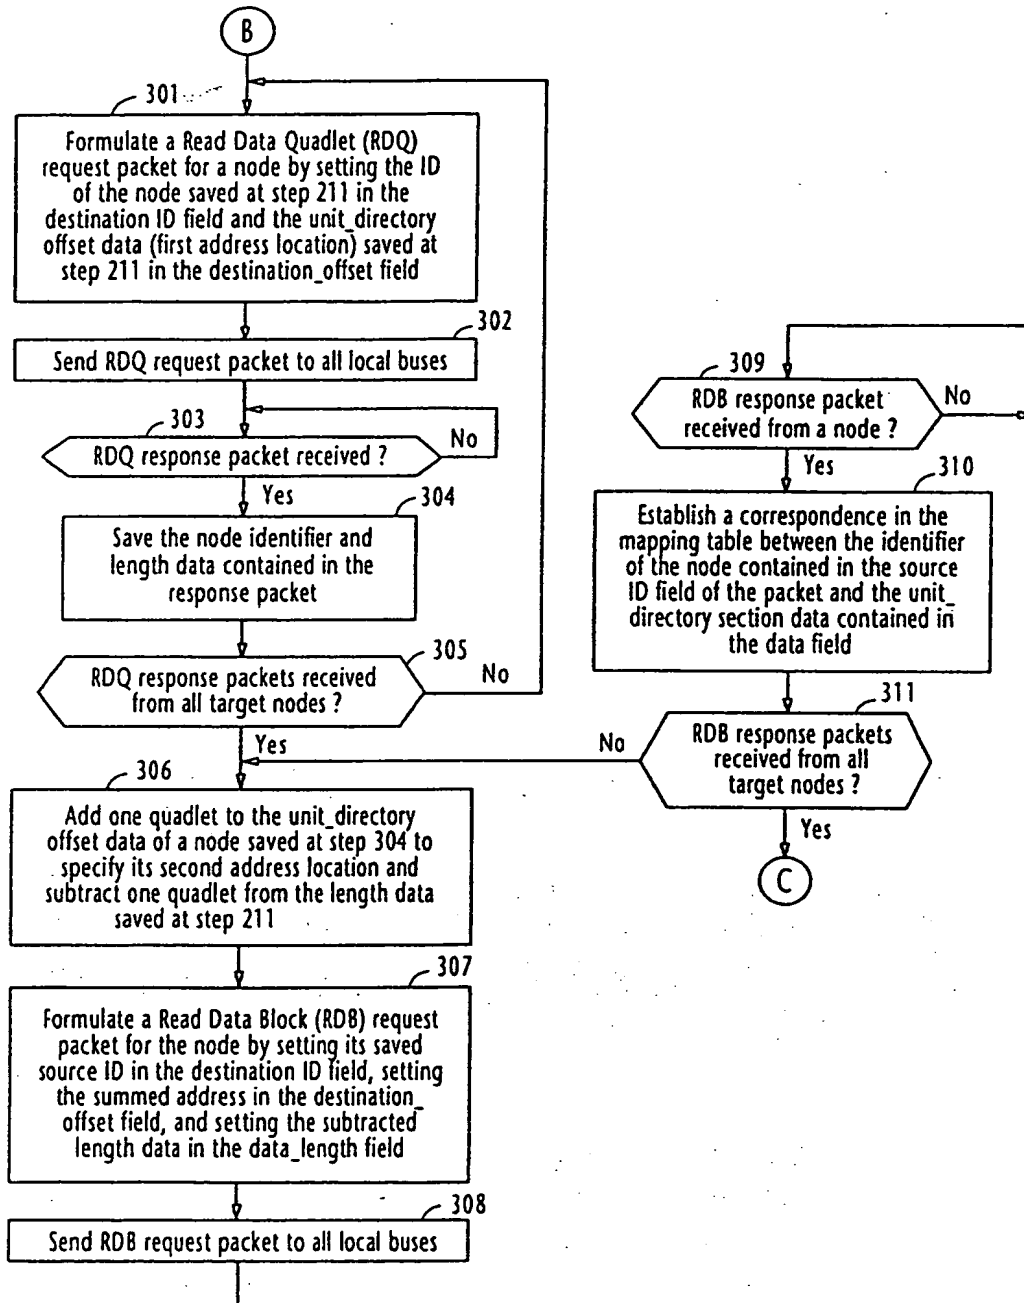 B
301
Formulate a Read Data Quadlet (RDQ)
request packet for a node by setting the ID
of the node saved at step 211 in the
destination ID field and the unit_directory
offset data (first address location) saved at
step 211 in the destination_offset field
302
Send RDQ request packet to all local buses
303
RDQ response packet received ?
No
Yes
304
Save the node identifier and
length data contained in the
response packet
305
RDQ response packets received
from all target nodes ?
No
Yes
306
Add one quadlet to the unit_directory
offset data of a node saved at step 304 to
specify its second address location and
subtract one quadlet from the length data
saved at step 211
307
Formulate a Read Data Block (RDB) request
packet for the node by setting its saved
source ID in the destination ID field, setting
the summed address in the destination_
offset field, and setting the subtracted
length data in the data_length field
308
Send RDB request packet to all local buses
309
RDB response packet
received from a node ?
No
Yes
310
Establish a correspondence in the
mapping table between the identifier
of the node contained in the source
ID field of the packet and the unit_
directory section data contained in
the data field
311
RDB response packets
received from all
target nodes ?
No
Yes
C